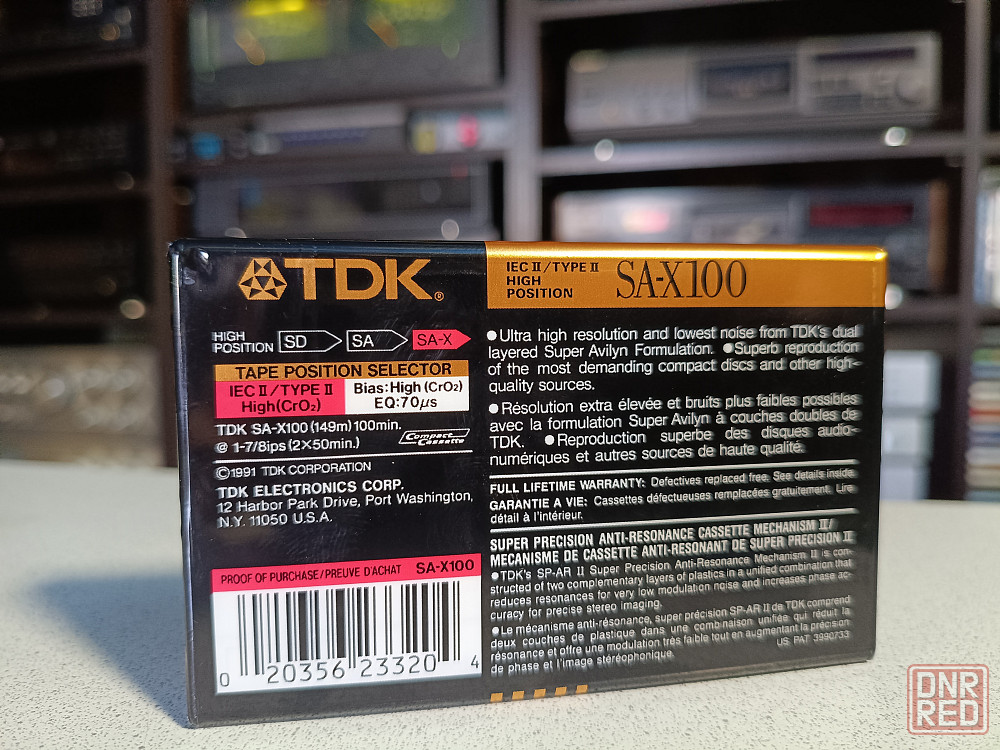 TDK®
IEC II/TYPE II
HIGH
POSITION
SA-X100
HIGH
POSITION
SD
SA
SA-X
TAPE POSITION SELECTOR
IEC II/TYPE II
High(CrO₂)
Bias:High (CrO₂)
EQ:70μs
TDK SA-X100 (149m) 100min.
@ 1-7/8ips (2×50min.)
Compact
Cassette
©1991 TDK CORPORATION
TDK ELECTRONICS CORP.
12 Harbor Park Drive, Port Washington,
N.Y. 11050 U.S.A.
PROOF OF PURCHASE/PREUVE D'ACHAT SA-X100
0 20356 23320 4
●Ultra high resolution and lowest noise from TDK's dual
layered Super Avilyn Formulation. ●Superb reproduction
of the most demanding compact discs and other high-
quality sources.
●Résolution extra élevée et bruits plus faibles possibles
avec la formulation Super Avilyn à couches doubles de
TDK. ●Reproduction superbe des disques audio-
numériques et autres sources de haute qualité.
FULL LIFETIME WARRANTY: Defectives replaced free. See details inside.
GARANTIE A VIE: Cassettes défectueuses remplacées gratuitement. Lire
détail à l'intérieur.
SUPER PRECISION ANTI-RESONANCE CASSETTE MECHANISM II/
MECANISME DE CASSETTE ANTI-RESONANT DE SUPER PRECISION II
●TDK's SP-AR II Super Precision Anti-Resonance Mechanism II is con-
structed of two complementary layers of plastics in a unified combination that
reduces resonances for very low modulation noise and increases phase ac-
curacy for precise stereo imaging.
●Le mécanisme anti-résonance, super précision SP-AR II de TDK comprend
deux couches de plastique dans une combinaison unifiée qui réduit la
résonance et offre une modulation très faible tout en augmentant la précision
de phase et l'image stéréophonique.
US PAT 3990733
DNR
RED